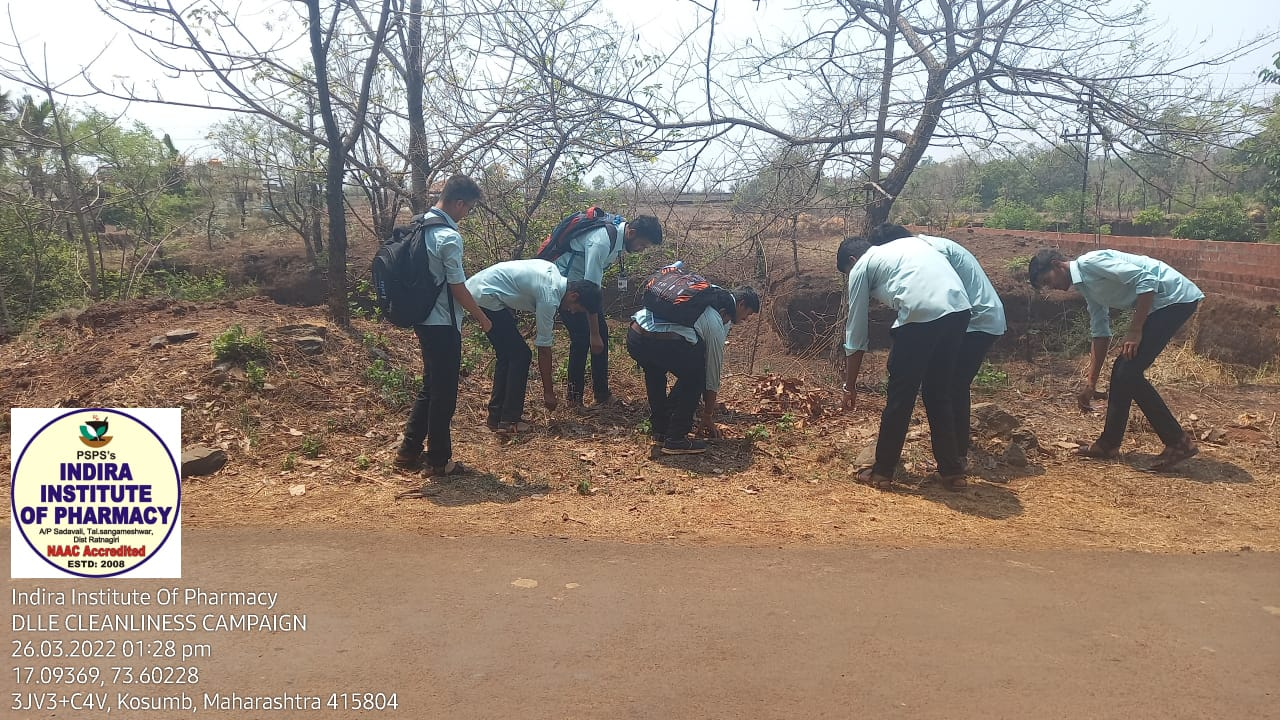 PSPS's
INDIRA
INSTITUTE
OF PHARMACY
A/P Sadavali, Tal.sangameshwar,
Dist Ratnagiri
NAAC Accredited
ESTD: 2008
Indira Institute Of Pharmacy
DLLE CLEANLINESS CAMPAIGN
26.03.2022 01:28 pm
17.09369, 73.60228
3JV3+C4V, Kosumb, Maharashtra 415804